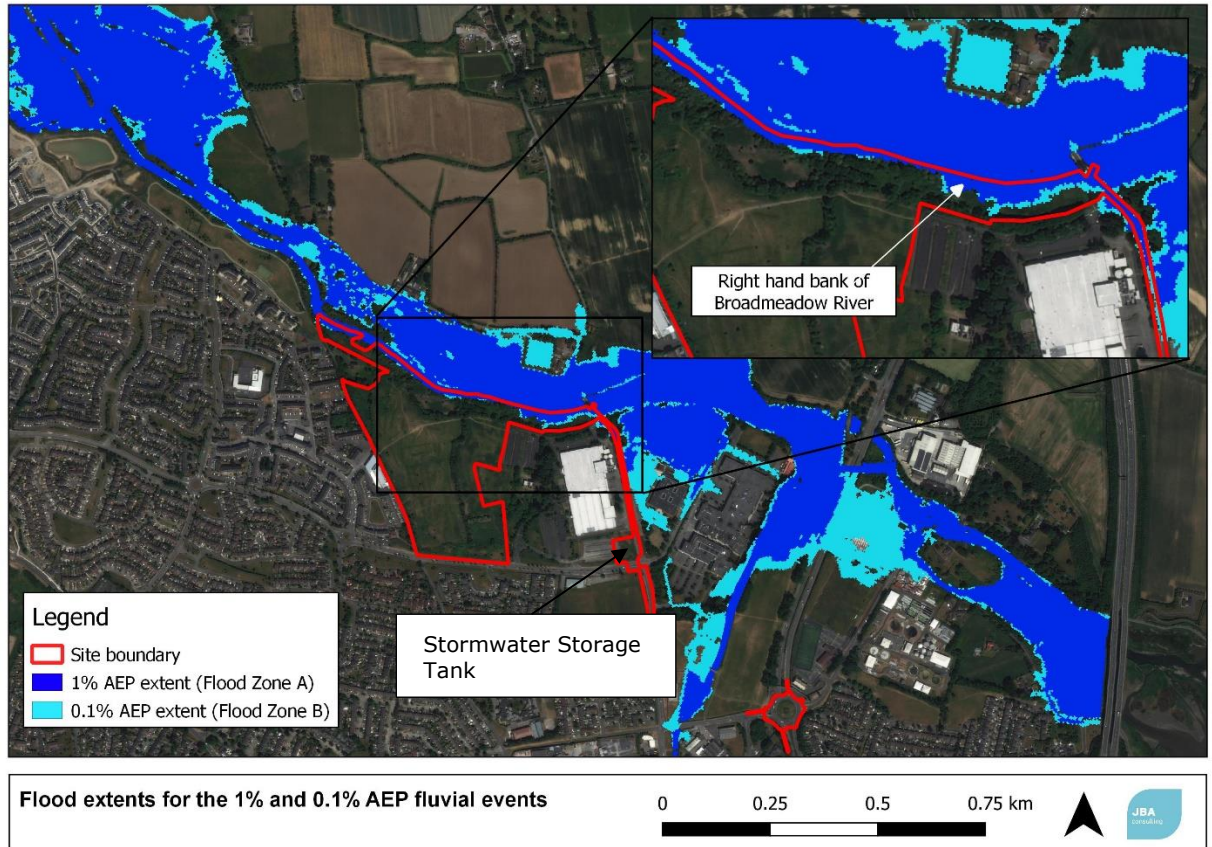 Right hand bank of
Broadmeadow River
Stormwater Storage
Tank
Legend
Site boundary
1% AEP extent (Flood Zone A)
0.1% AEP extent (Flood Zone B)
Flood extents for the 1% and 0.1% AEP fluvial events
0 0.25 0.5 0.75 km
JBA
consulting